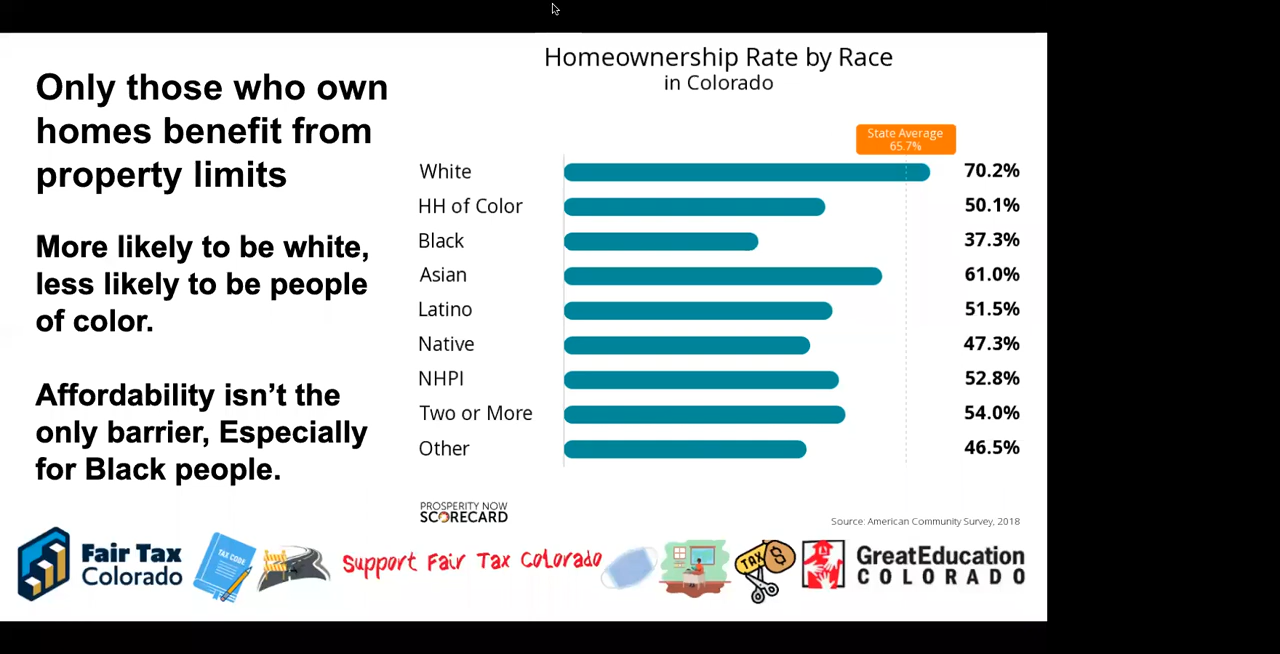 Only those who own
homes benefit from
property limits
More likely to be white,
less likely to be people
of color.
Affordability isn’t the
only barrier, Especially
for Black people.
Homeownership Rate by Race
in Colorado
State Average
65.7%
White 70.2%
HH of Color 50.1%
Black 37.3%
Asian 61.0%
Latino 51.5%
Native 47.3%
NHPI 52.8%
Two or More 54.0%
Other 46.5%
PROSPERITY NOW
SCORECARD
Source: American Community Survey, 2018
Fair Tax
Colorado
TAX CODE
Support Fair Tax Colorado
TAX
$
GreatEducation
COLORADO